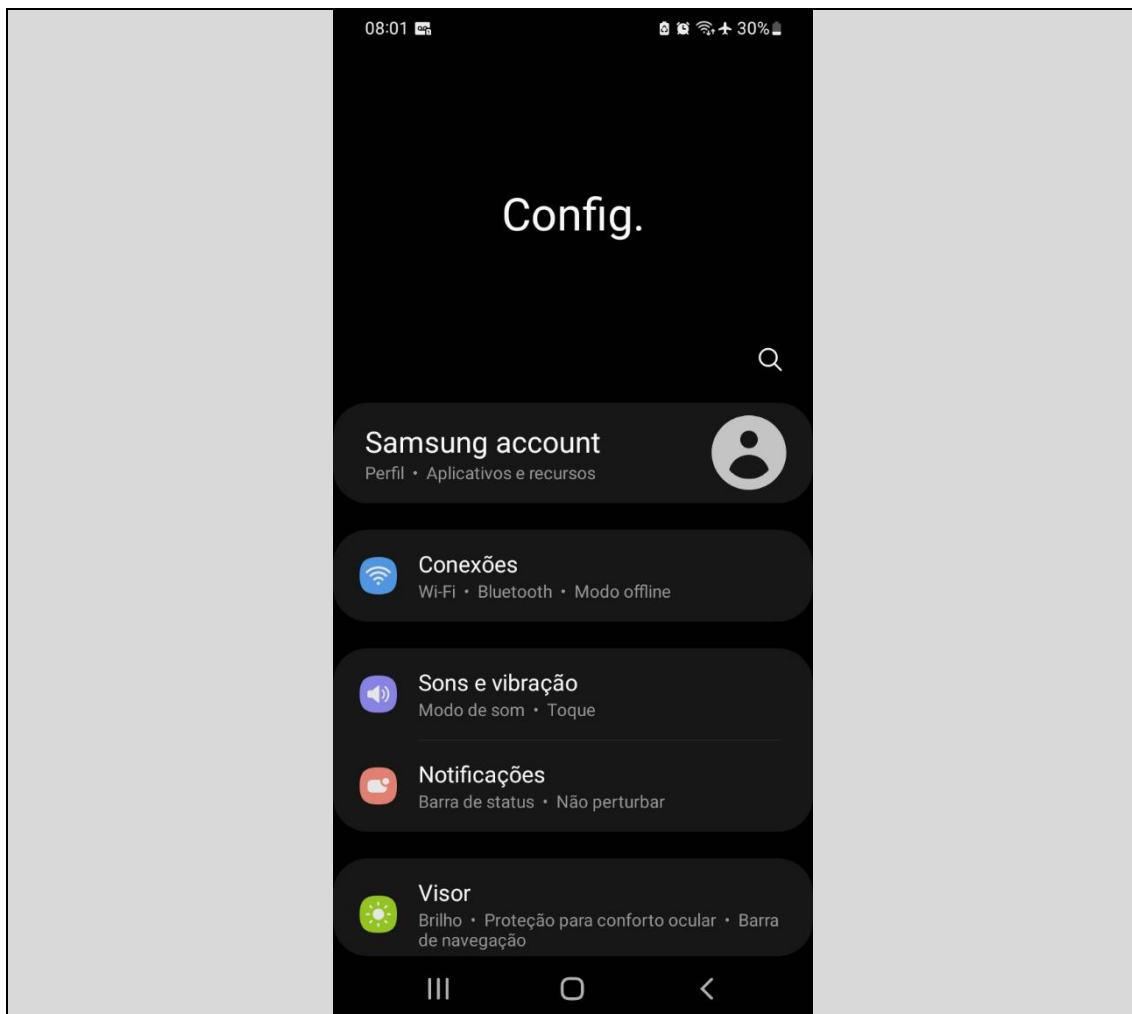 08:01 30%
Config.
Samsung account
Perfil • Aplicativos e recursos
Conexões
Wi-Fi • Bluetooth • Modo offline
Sons e vibração
Modo de som • Toque
Notificações
Barra de status • Não perturbar
Visor
Brilho • Proteção para conforto ocular • Barra
de navegação